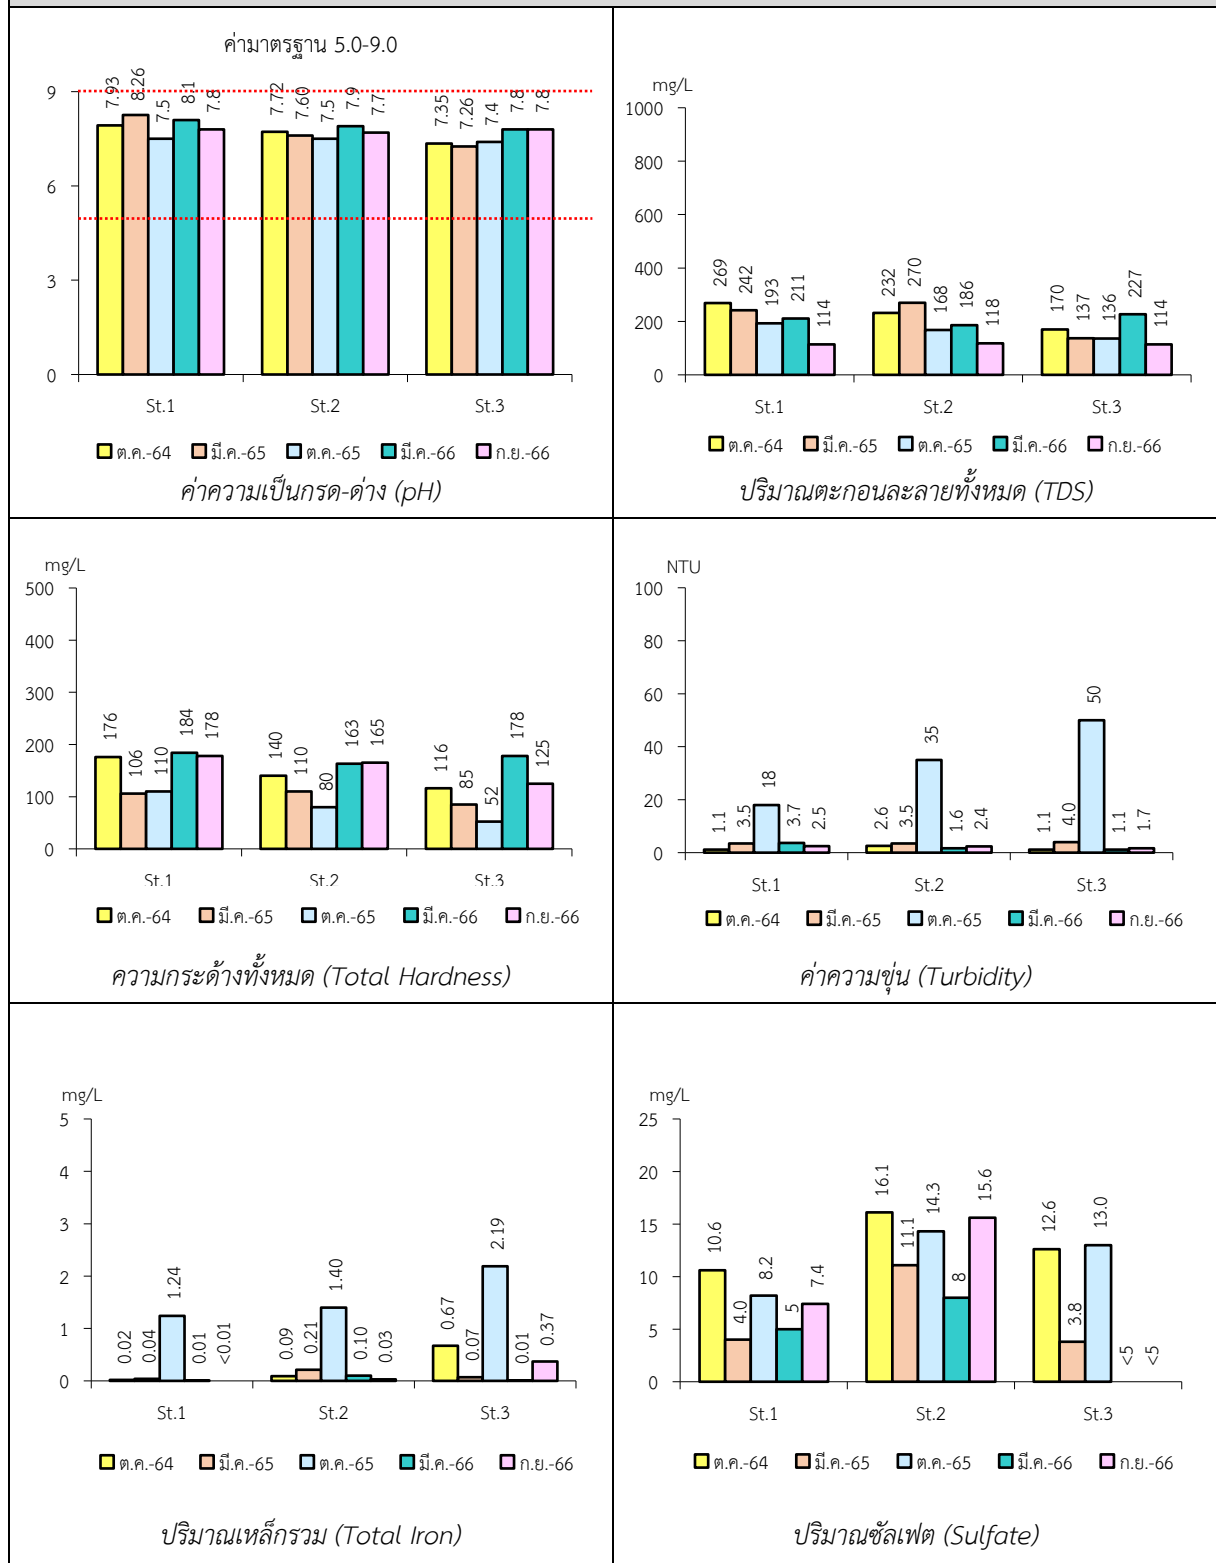 ค่ามาตรฐาน 5.0-9.0
9
6
3
0
7.93 8.26 7.5 8.1 7.8
7.72 7.60 7.5 7.9 7.7
7.35 7.26 7.4 7.8 7.8
St.1 St.2 St.3
ต.ค.-64 มี.ค.-65 ต.ค.-65 มี.ค.-66 ก.ย.-66
ค่าความเป็นกรด-ด่าง (pH)
mg/L
1000
800
600
400
200
0
269 242 193 211 114
232 270 168 186 118
170 137 136 227 114
St.1 St.2 St.3
ต.ค.-64 มี.ค.-65 ต.ค.-65 มี.ค.-66 ก.ย.-66
ปริมาณตะกอนละลายทั้งหมด (TDS)
mg/L
500
400
300
200
100
0
176 106 110 184 178
140 110 80 163 165
116 85 52 178 125
St.1 St.2 St.3
ต.ค.-64 มี.ค.-65 ต.ค.-65 มี.ค.-66 ก.ย.-66
ความกระด้างทั้งหมด (Total Hardness)
NTU
100
80
60
40
20
0
1.1 3.5 18 3.7 2.5
2.6 3.5 35 1.6 2.4
1.1 4.0 50 1.1 1.7
St.1 St.2 St.3
ต.ค.-64 มี.ค.-65 ต.ค.-65 มี.ค.-66 ก.ย.-66
ค่าความขุ่น (Turbidity)
mg/L
5
4
3
2
1
0
0.02 0.04 1.24 0.01 <0.01
0.09 0.21 1.40 0.10 0.03
0.67 0.07 2.19 0.01 0.37
St.1 St.2 St.3
ต.ค.-64 มี.ค.-65 ต.ค.-65 มี.ค.-66 ก.ย.-66
ปริมาณเหล็กรวม (Total Iron)
mg/L
25
20
15
10
5
0
10.6 4.0 8.2 5 7.4
16.1 11.1 14.3 8 15.6
12.6 3.8 13.0 <5 <5
St.1 St.2 St.3
ต.ค.-64 มี.ค.-65 ต.ค.-65 มี.ค.-66 ก.ย.-66
ปริมาณซัลเฟต (Sulfate)